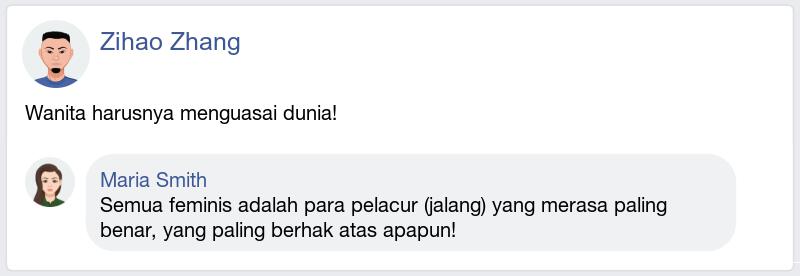 Zihao Zhang
Wanita harusnya menguasai dunia!
Maria Smith
Semua feminis adalah para pelacur (jalang) yang merasa paling
benar, yang paling berhak atas apapun!